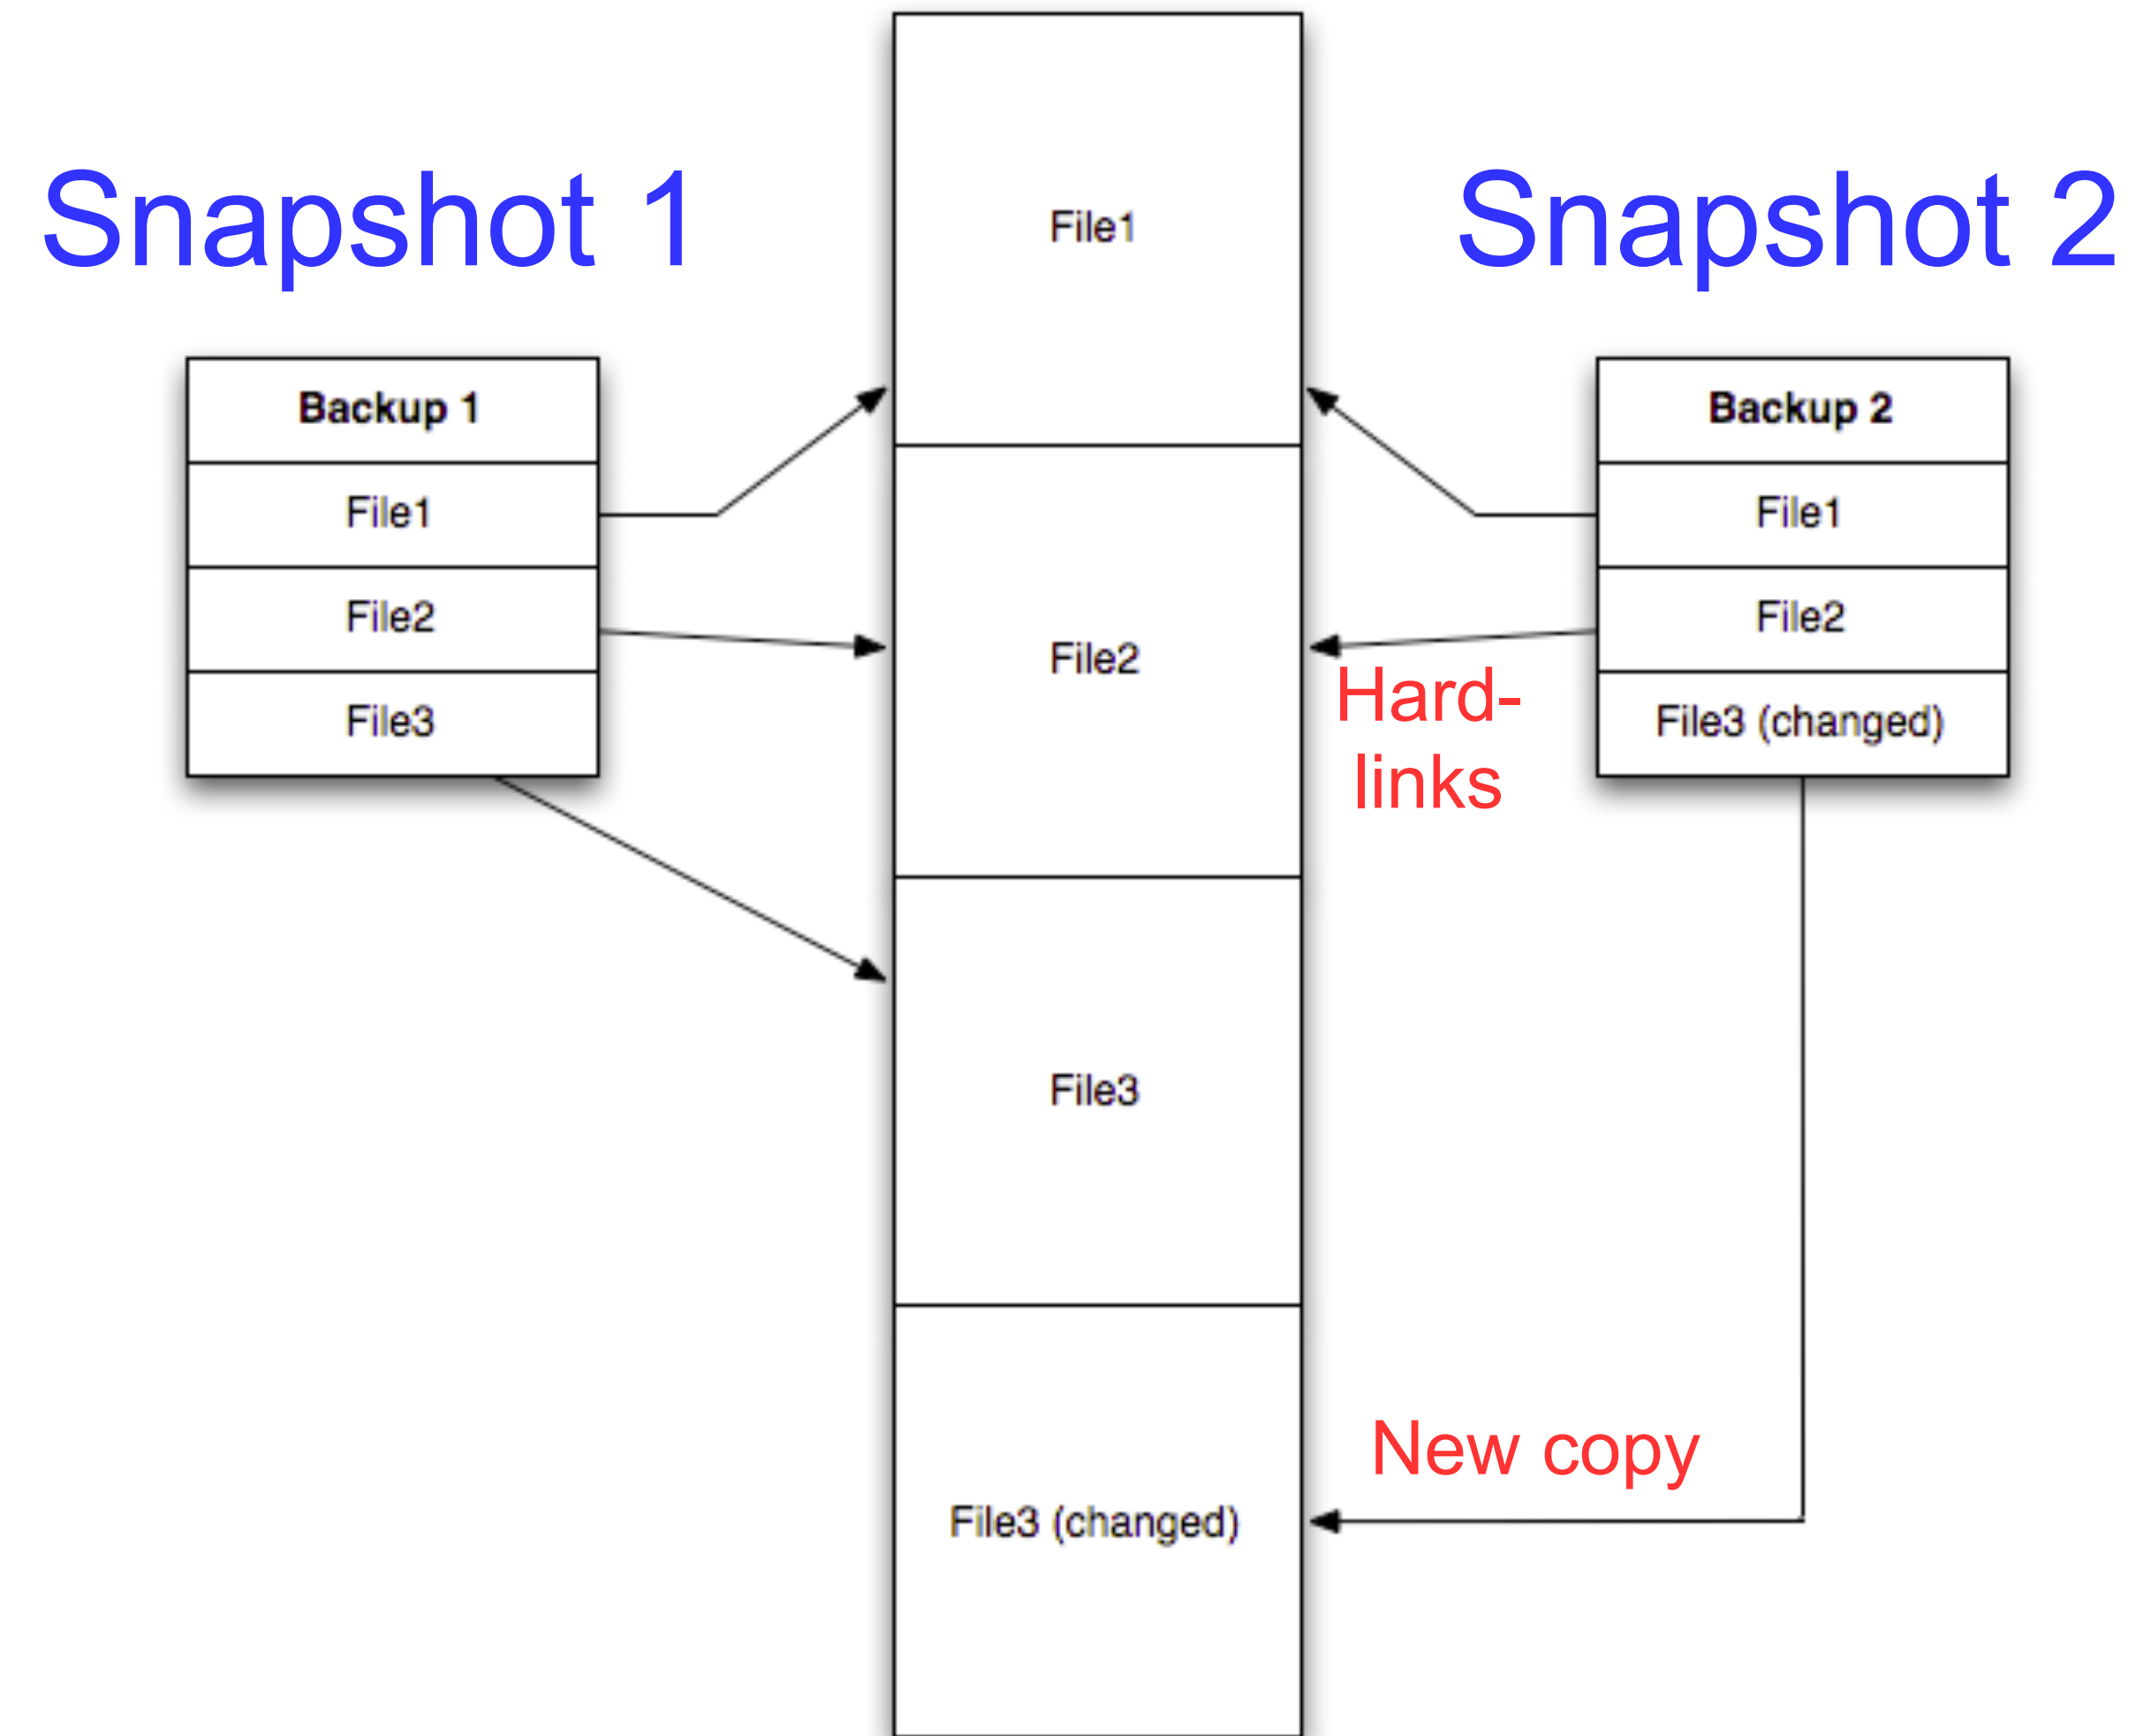 Snapshot 1
Snapshot 2
Backup 1
File1
File2
File3
File1
File2
File3
File3 (changed)
Backup 2
File1
File2
File3 (changed)
Hard-
links
New copy